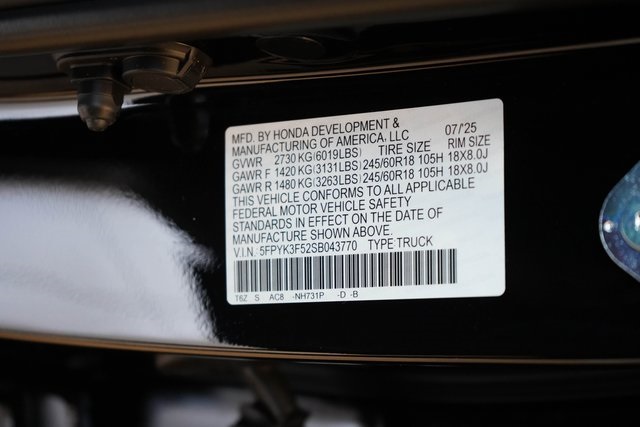 MFD. BY HONDA DEVELOPMENT &
MANUFACTURING OF AMERICA, LLC 07/'25
GVWR 2730 KG(6019LBS) TIRE SIZE RIM SIZE
GAWR F 1420 KG(3131LBS) 245/60R18 105H 18X8.0J
GAWR R 1480 KG(3263LBS) 245/60R18 105H 18X8.0J
THIS VEHICLE CONFORMS TO ALL APPLICABLE
FEDERAL MOTOR VEHICLE SAFETY
STANDARDS IN EFFECT ON THE DATE OF
MANUFACTURE SHOWN ABOVE.
V.I.N. 5FPYK3F52SB043770 TYPE TRUCK
T6Z S AC8 -NH731P -D -B